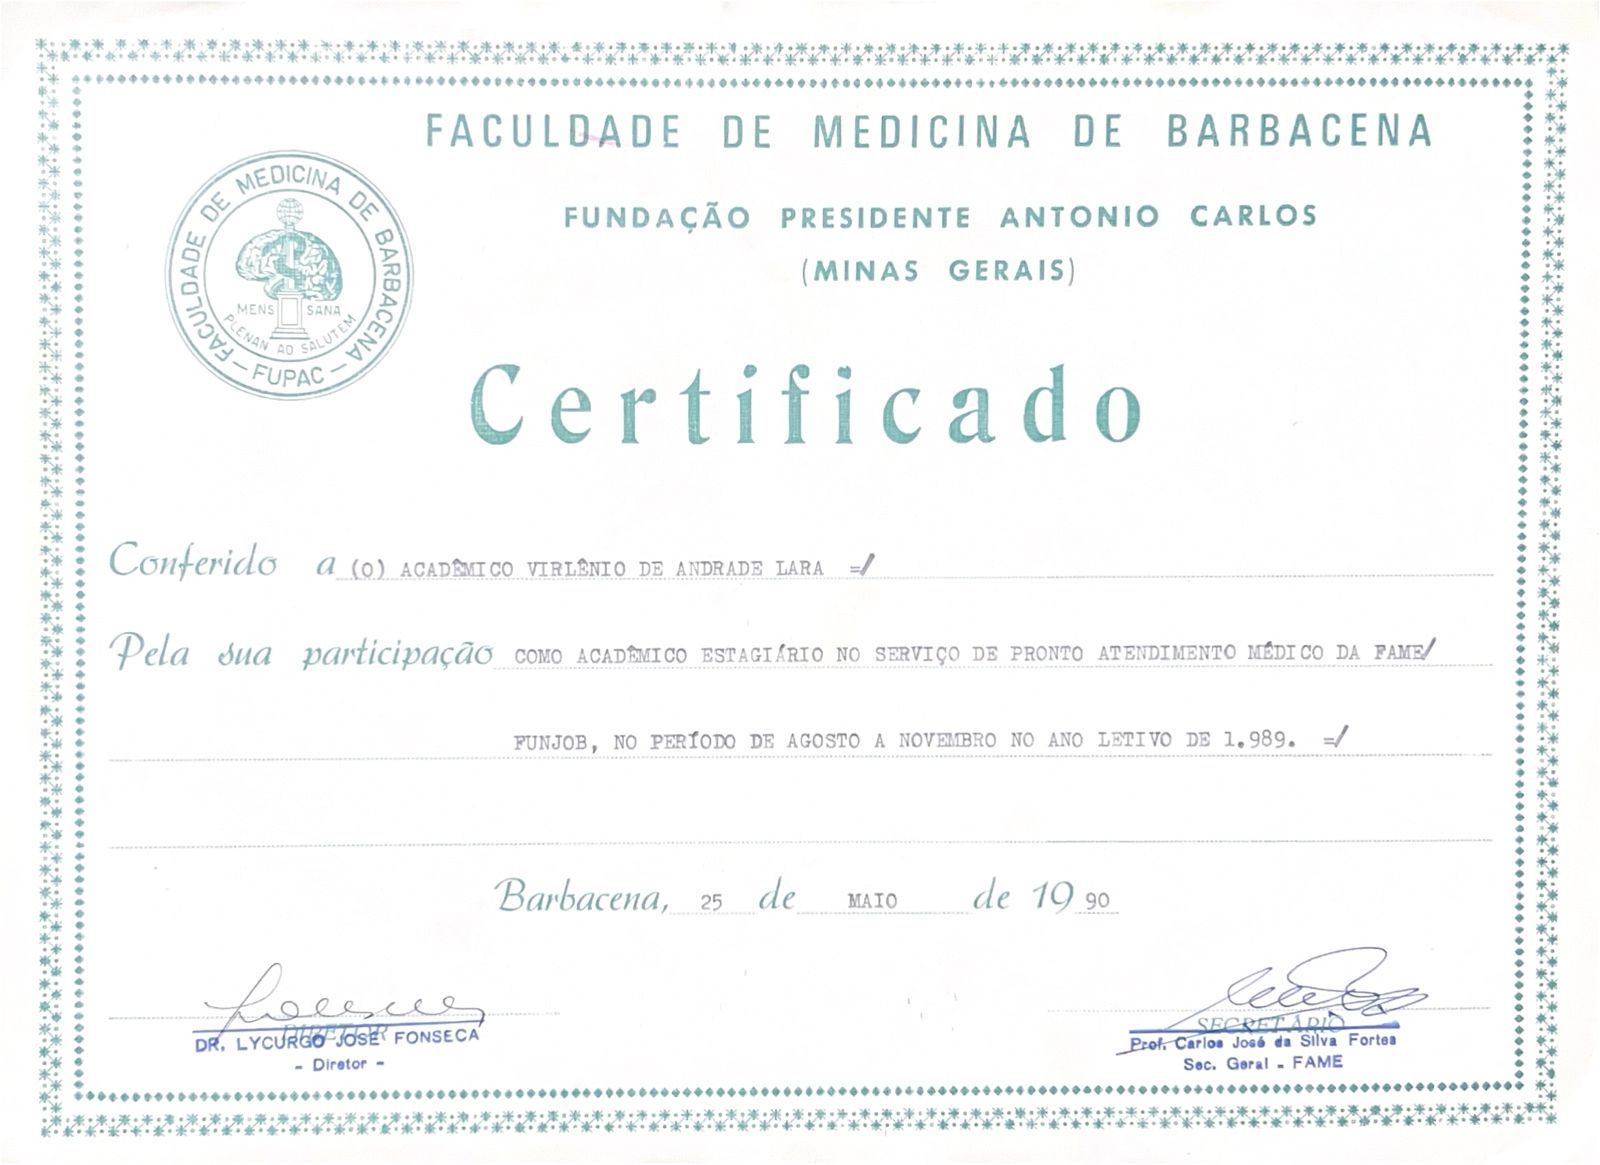 FACULDADE DE MEDICINA DE BARBACENA
FUNDAÇÃO PRESIDENTE ANTONIO CARLOS
(MINAS GERAIS)
FACULDADE DE MEDICINA DE BARBACENA
MENS SANA
PLENAN AD SALUTEM
— FUPAC —
Certificado
Conferido a (O) ACADÊMICO VIRLÊNIO DE ANDRADE LARA =/
Pela sua participação COMO ACADÊMICO ESTAGIÁRIO NO SERVIÇO DE PRONTO ATENDIMENTO MÉDICO DA FAME/
FUNJOB, NO PERÍODO DE AGOSTO A NOVEMBRO NO ANO LETIVO DE 1.989. =/
Barbacena, 25 de MAIO de 19 90
DIRETOR
DR. LYCURGO JOSÉ FONSECA
- Diretor -
SECRETÁRIO
Prof. Carlos José da Silva Fortes
Sec. Geral - FAME